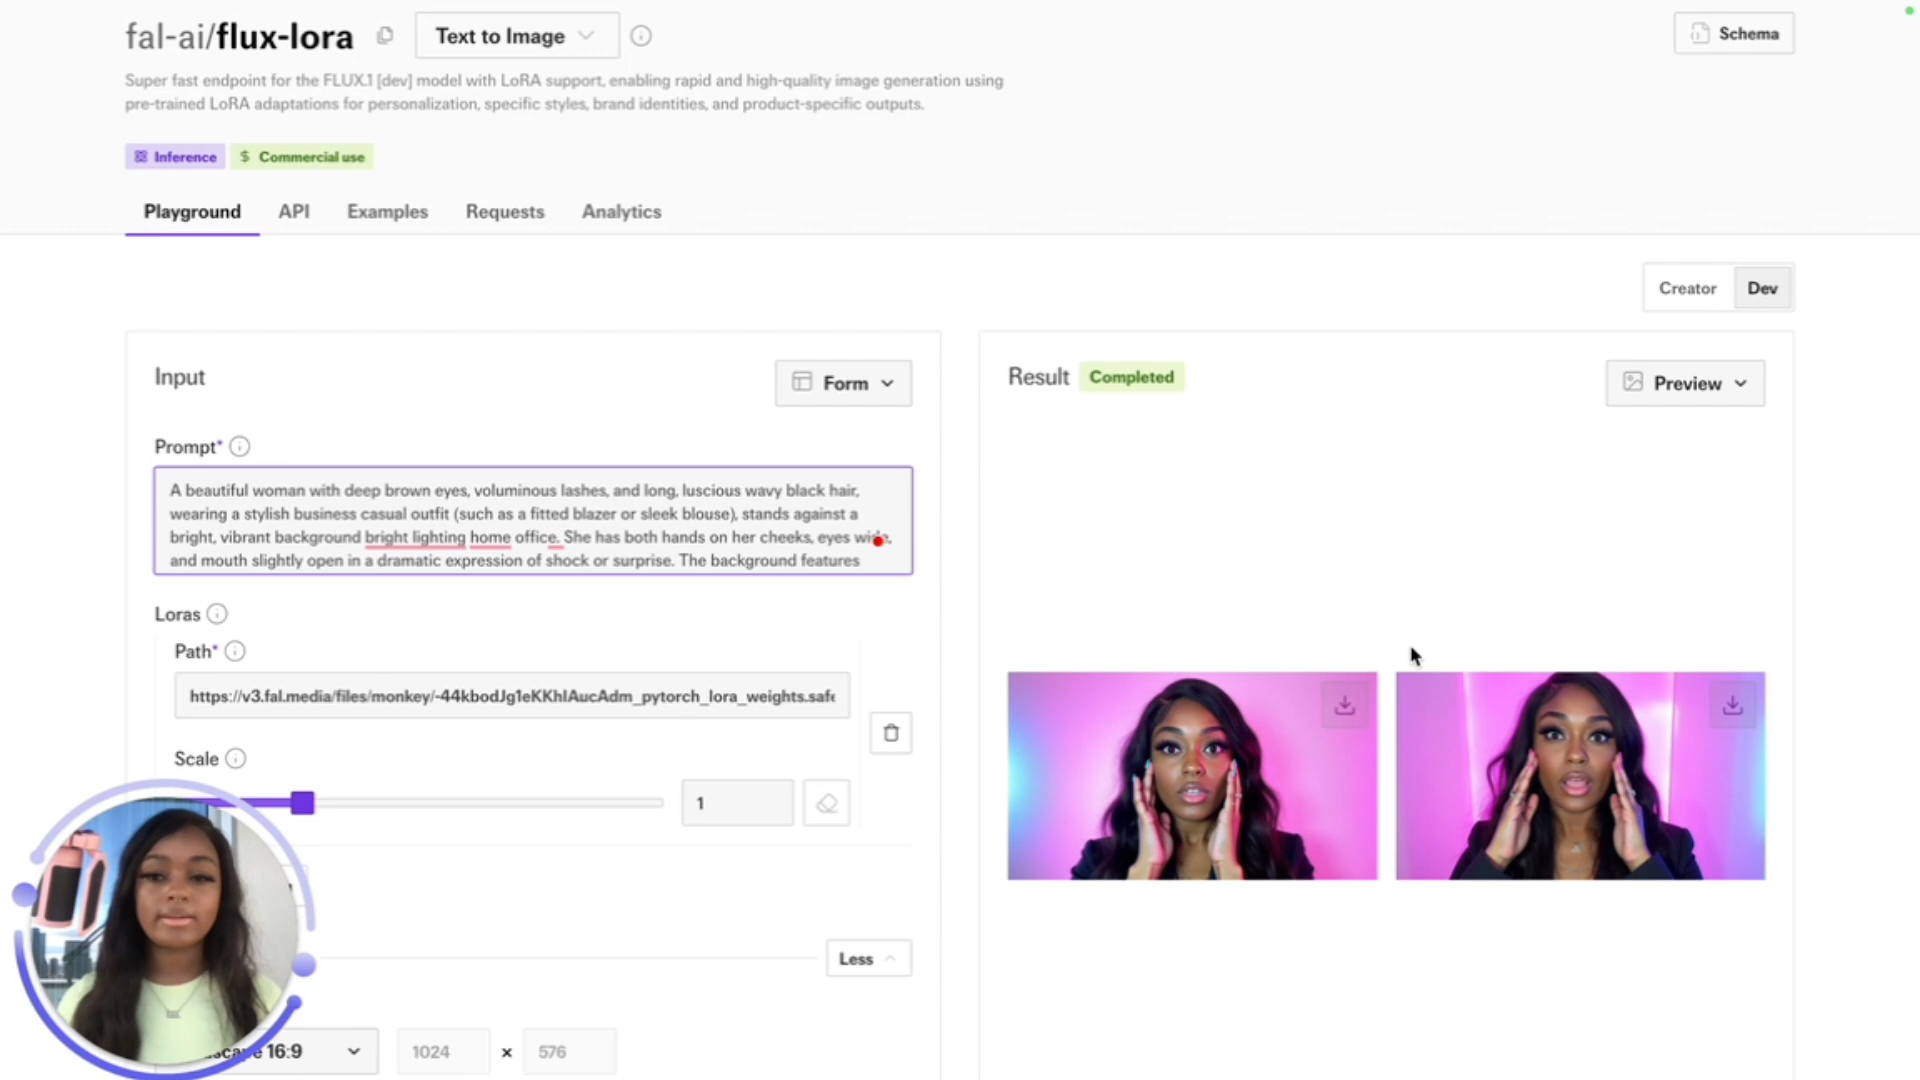 fal-ai/flux-lora
Text to Image
Schema
Super fast endpoint for the FLUX.1 [dev] model with LoRA support, enabling rapid and high-quality image generation using
pre-trained LoRA adaptations for personalization, specific styles, brand identities, and product-specific outputs.
Inference
$ Commercial use
Playground
API
Examples
Requests
Analytics
Creator
Dev
Input
Form
Result
Completed
Preview
Prompt*
A beautiful woman with deep brown eyes, voluminous lashes, and long, luscious wavy black hair,
wearing a stylish business casual outfit (such as a fitted blazer or sleek blouse), stands against a
bright, vibrant background bright lighting home office. She has both hands on her cheeks, eyes wide,
and mouth slightly open in a dramatic expression of shock or surprise. The background features
Loras
Path*
https://v3.fal.media/files/monkey/-44kbodJg1eKKhIAucAdm_pytorch_lora_weights.safe
Scale
1
Less
16:9
1024
×
576